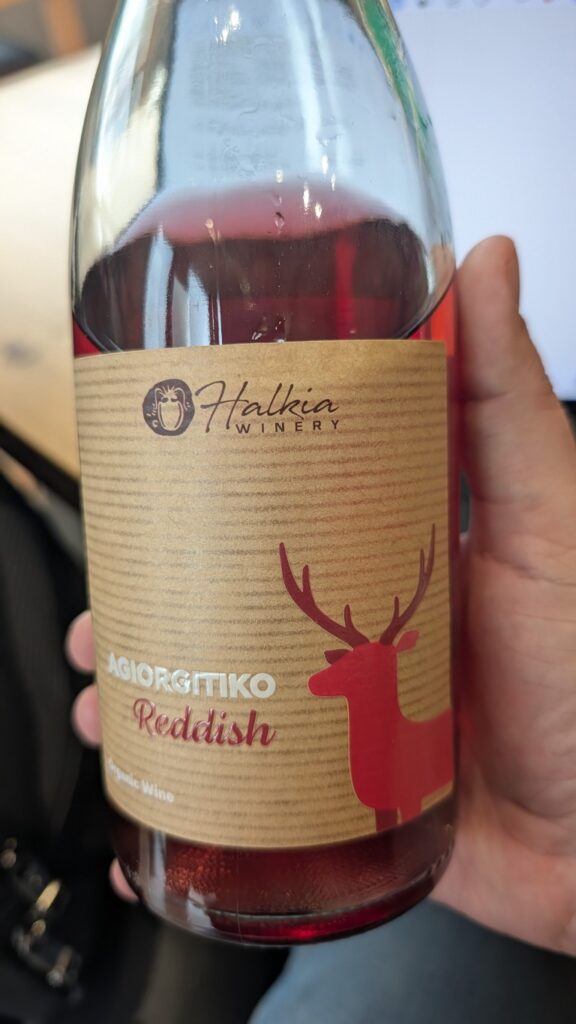 Halkia
WINERY
AGIORGITIKO
Reddish
Organic Wine